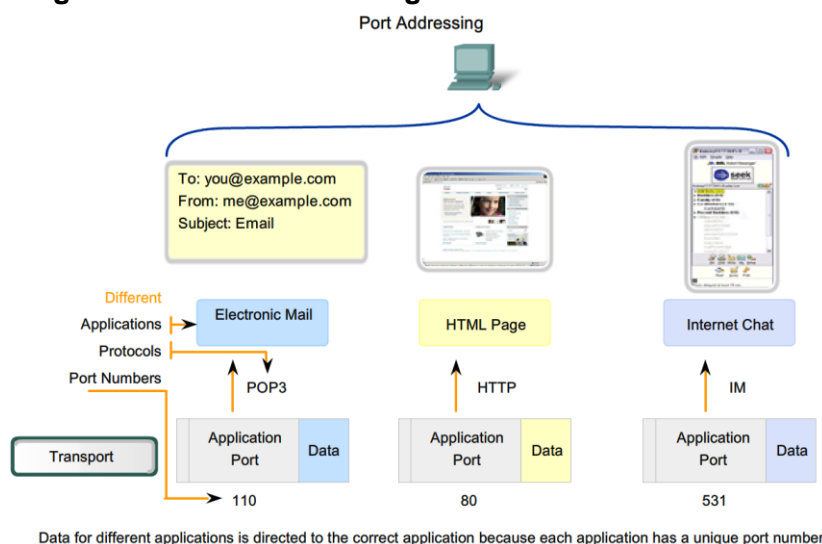 Port Addressing
To: you@example.com
From: me@example.com
Subject: Email
seek
Different
Applications
Protocols
Port Numbers
Electronic Mail
HTML Page
Internet Chat
POP3
HTTP
IM
Transport
Application
Port
Data
Application
Port
Data
Application
Port
Data
110
80
531
Data for different applications is directed to the correct application because each application has a unique port number